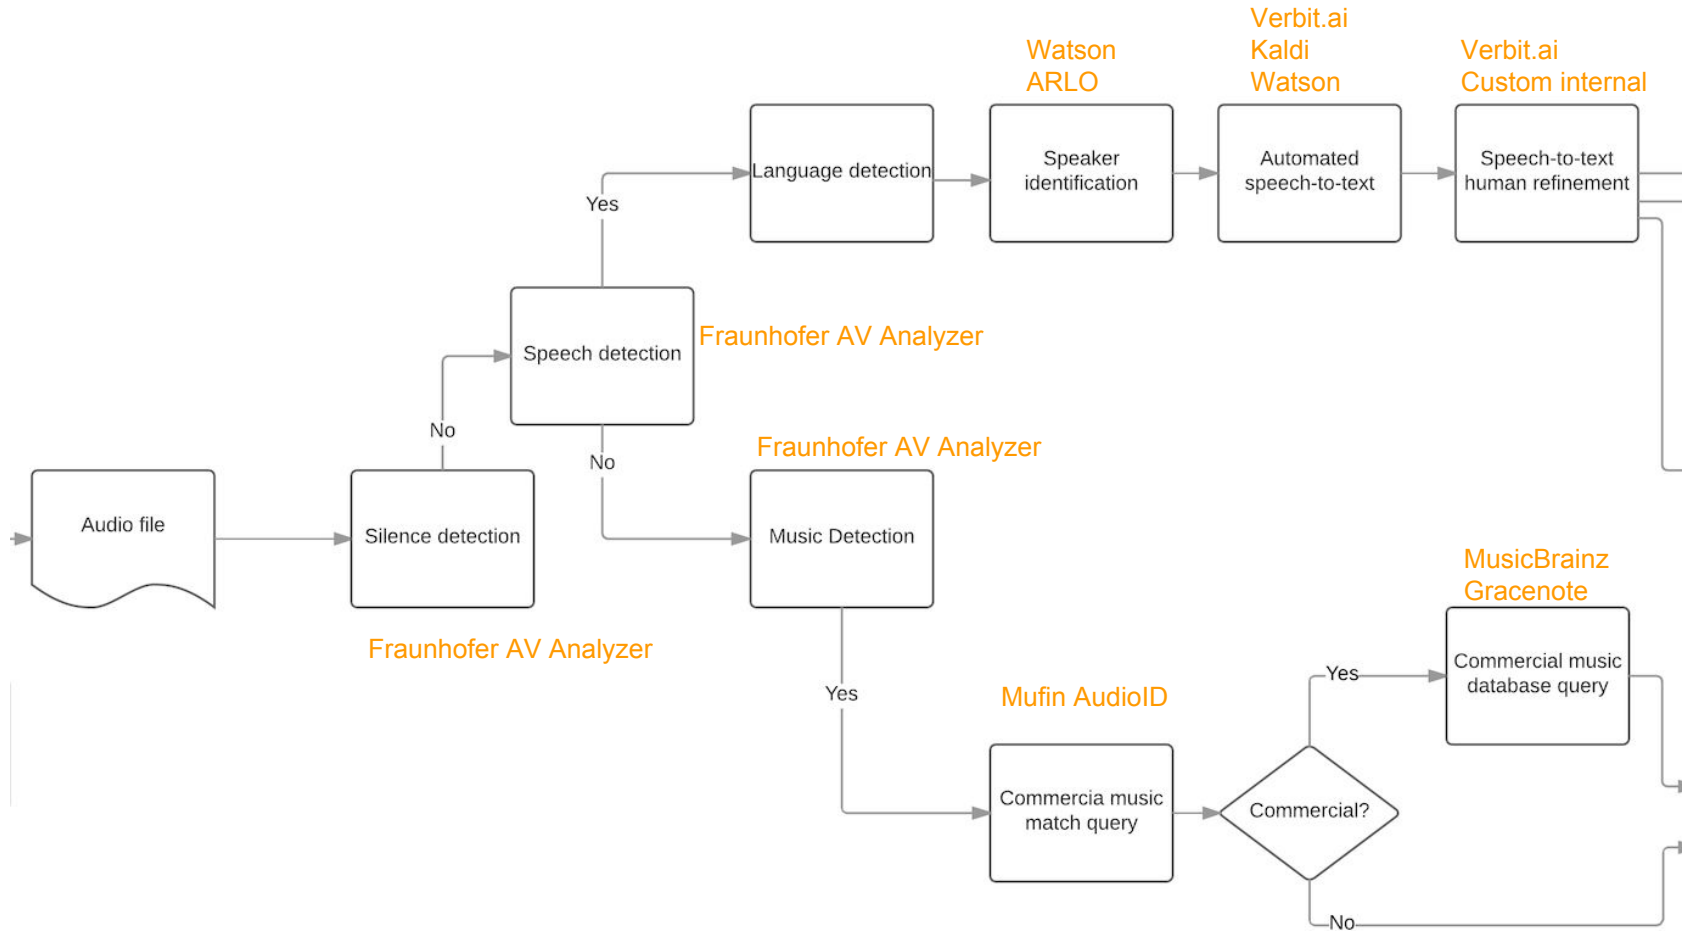 Verbit.ai
Kaldi
Watson
Watson
ARLO
Verbit.ai
Custom internal
Language detection
Speaker
identification
Automated
speech-to-text
Speech-to-text
human refinement
Yes
Speech detection
Fraunhofer AV Analyzer
No
No
Fraunhofer AV Analyzer
Audio file
Silence detection
Music Detection
Fraunhofer AV Analyzer
MusicBrainz
Gracenote
Yes
Mufin AudioID
Yes
Commercial music
database query
Commercia music
match query
Commercial?
No